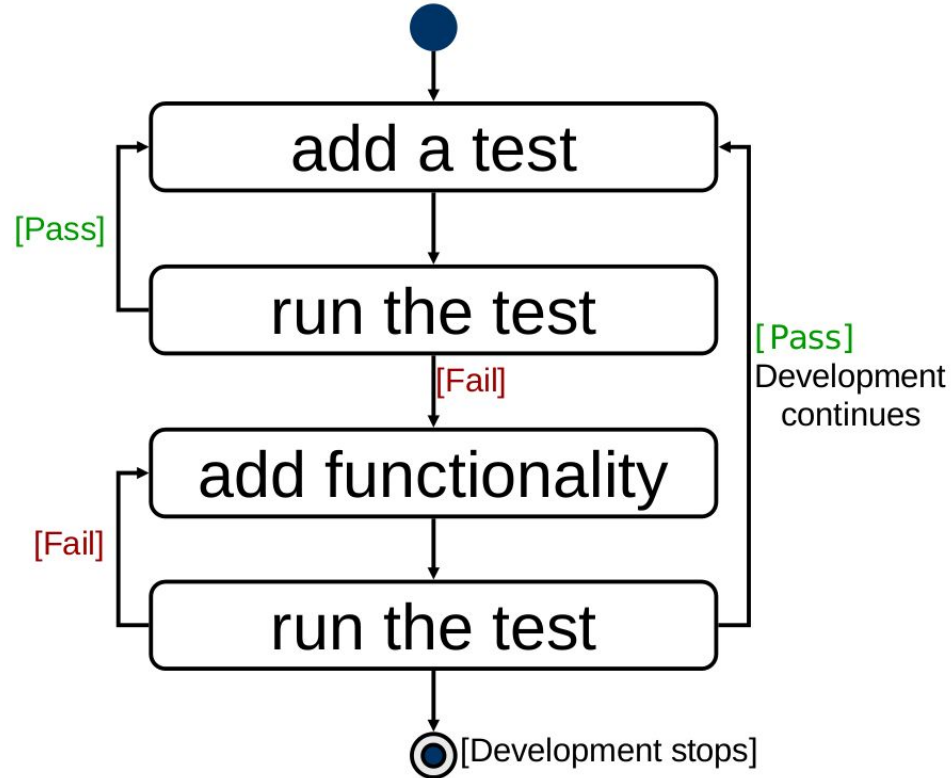 add a test
[Pass]
run the test
[Pass]
Development
continues
[Fail]
add functionality
[Fail]
run the test
[Development stops]